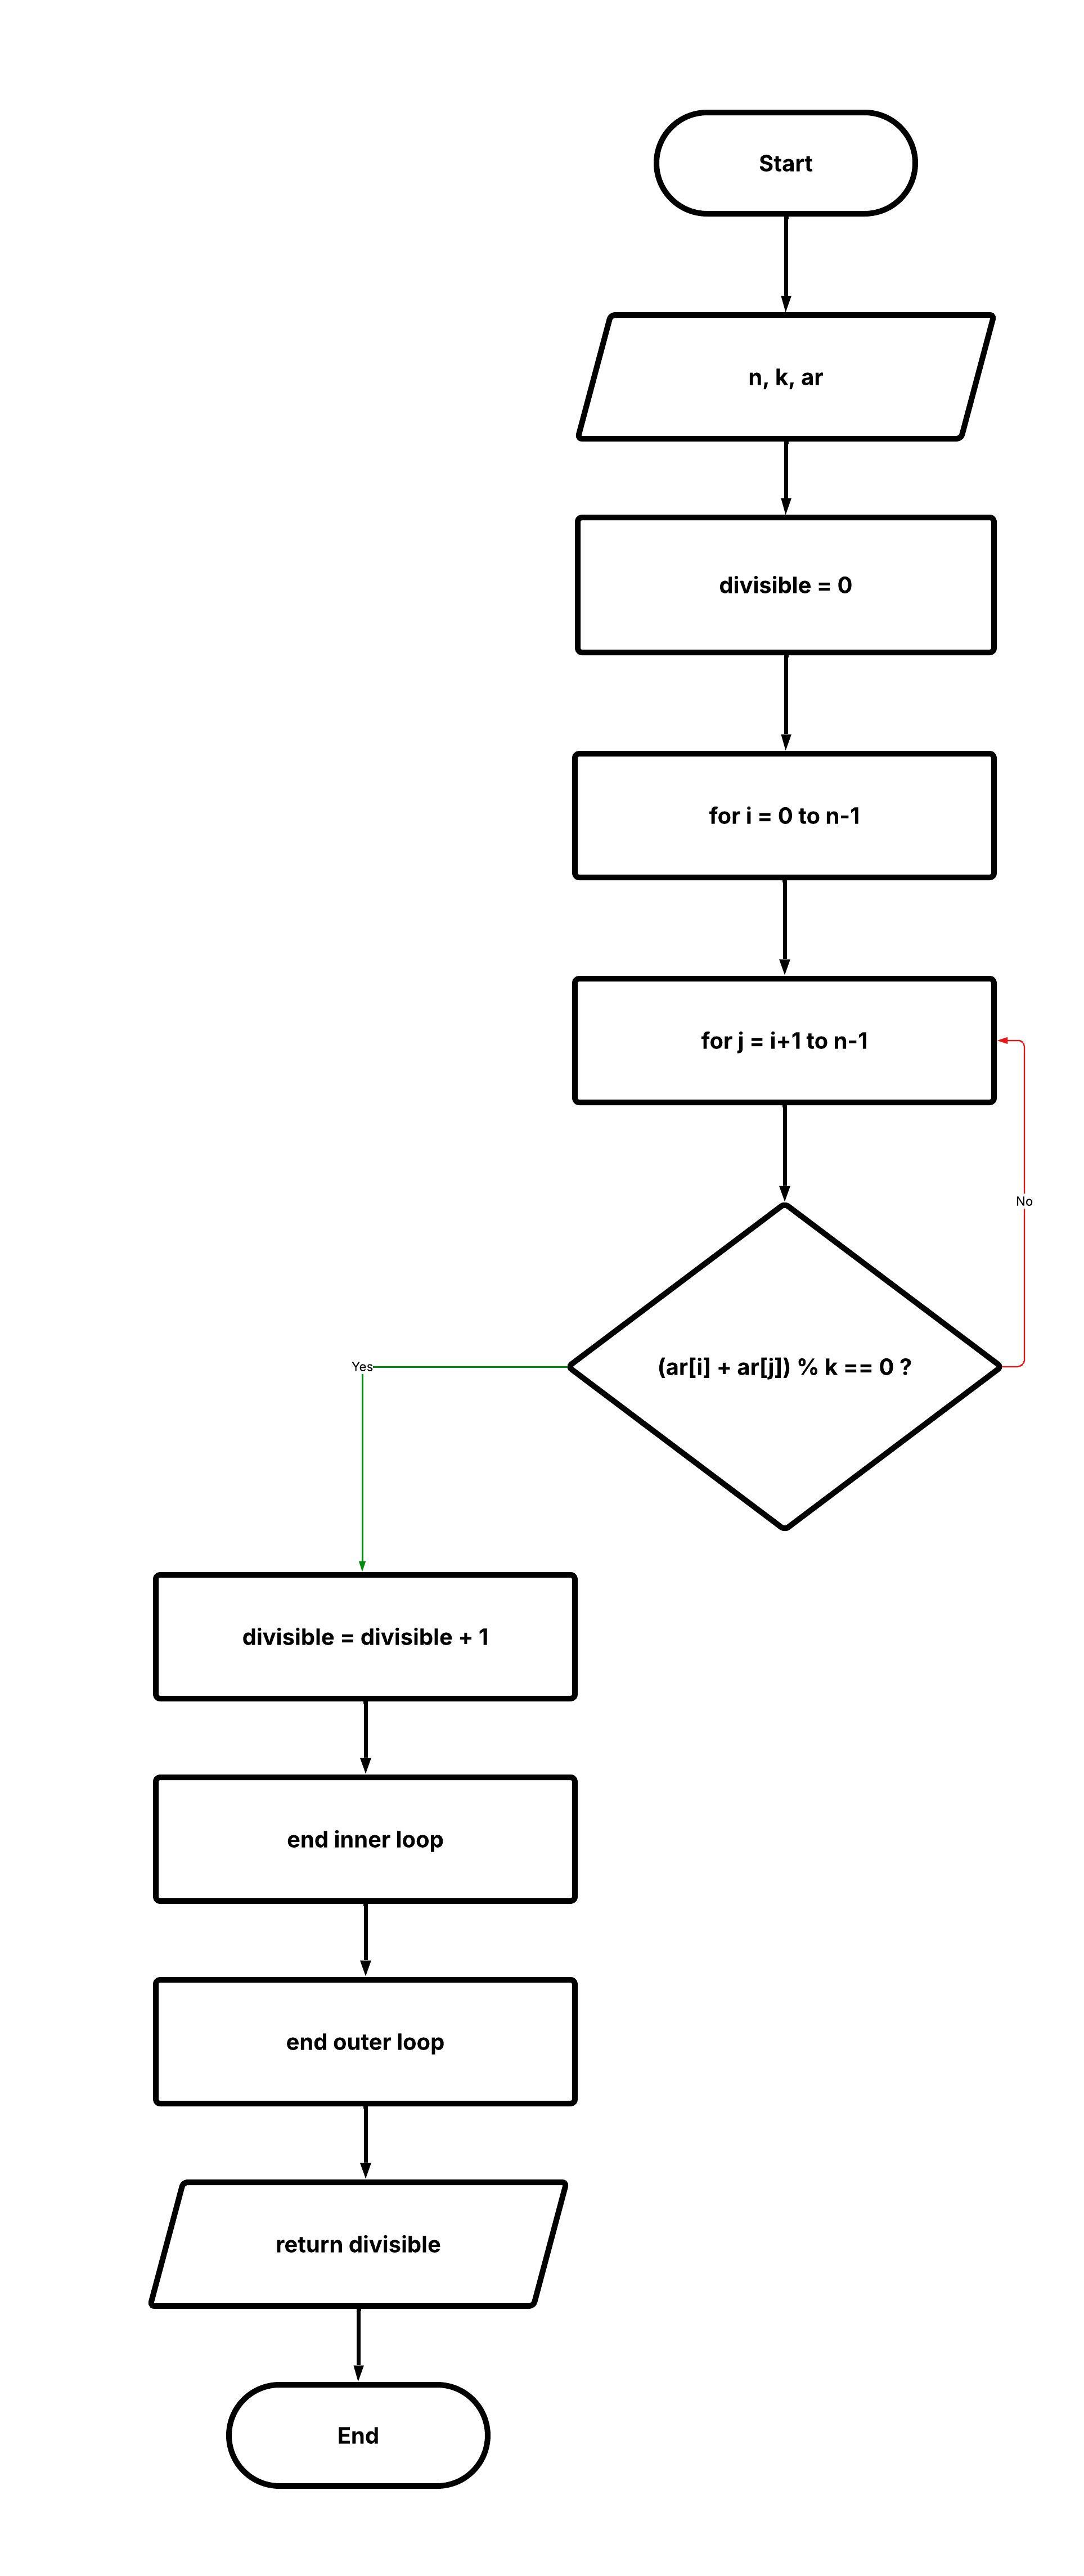 Start
n, k, ar
divisible = 0
for i = 0 to n-1
for j = i+1 to n-1
No
(ar[i] + ar[j]) % k == 0 ?
Yes
divisible = divisible + 1
end inner loop
end outer loop
return divisible
End